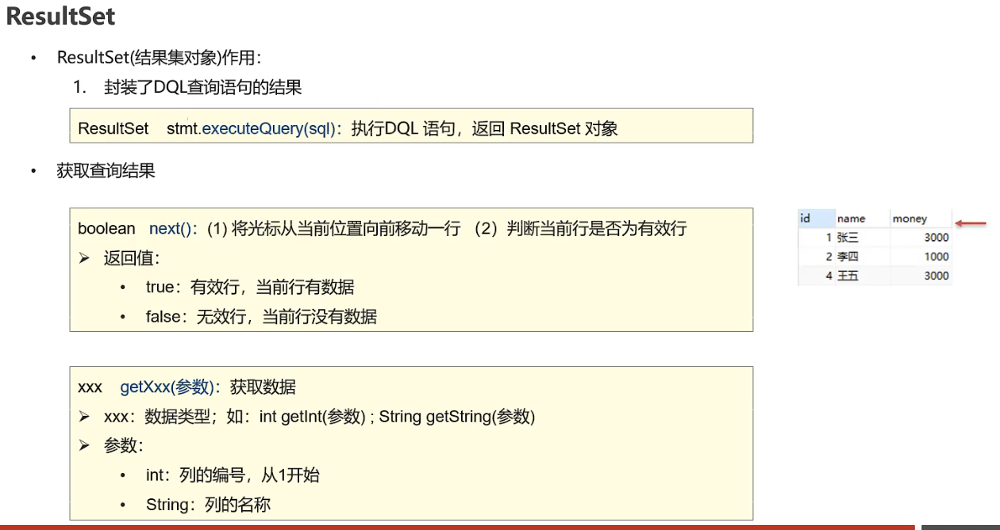 ResultSet
• ResultSet(结果集对象)作用：
1. 封装了DQL查询语句的结果
ResultSet stmt.executeQuery(sql)：执行DQL 语句，返回 ResultSet 对象
• 获取查询结果
boolean next()：(1) 将光标从当前位置向前移动一行 （2）判断当前行是否为有效行
➢ 返回值：
• true：有效行，当前行有数据
• false：无效行，当前行没有数据
id name money
1 张三 3000
2 李四 1000
4 王五 3000
xxx getXxx(参数)：获取数据
➢ xxx：数据类型；如：int getInt(参数) ; String getString(参数)
➢ 参数：
• int：列的编号，从1开始
• String：列的名称